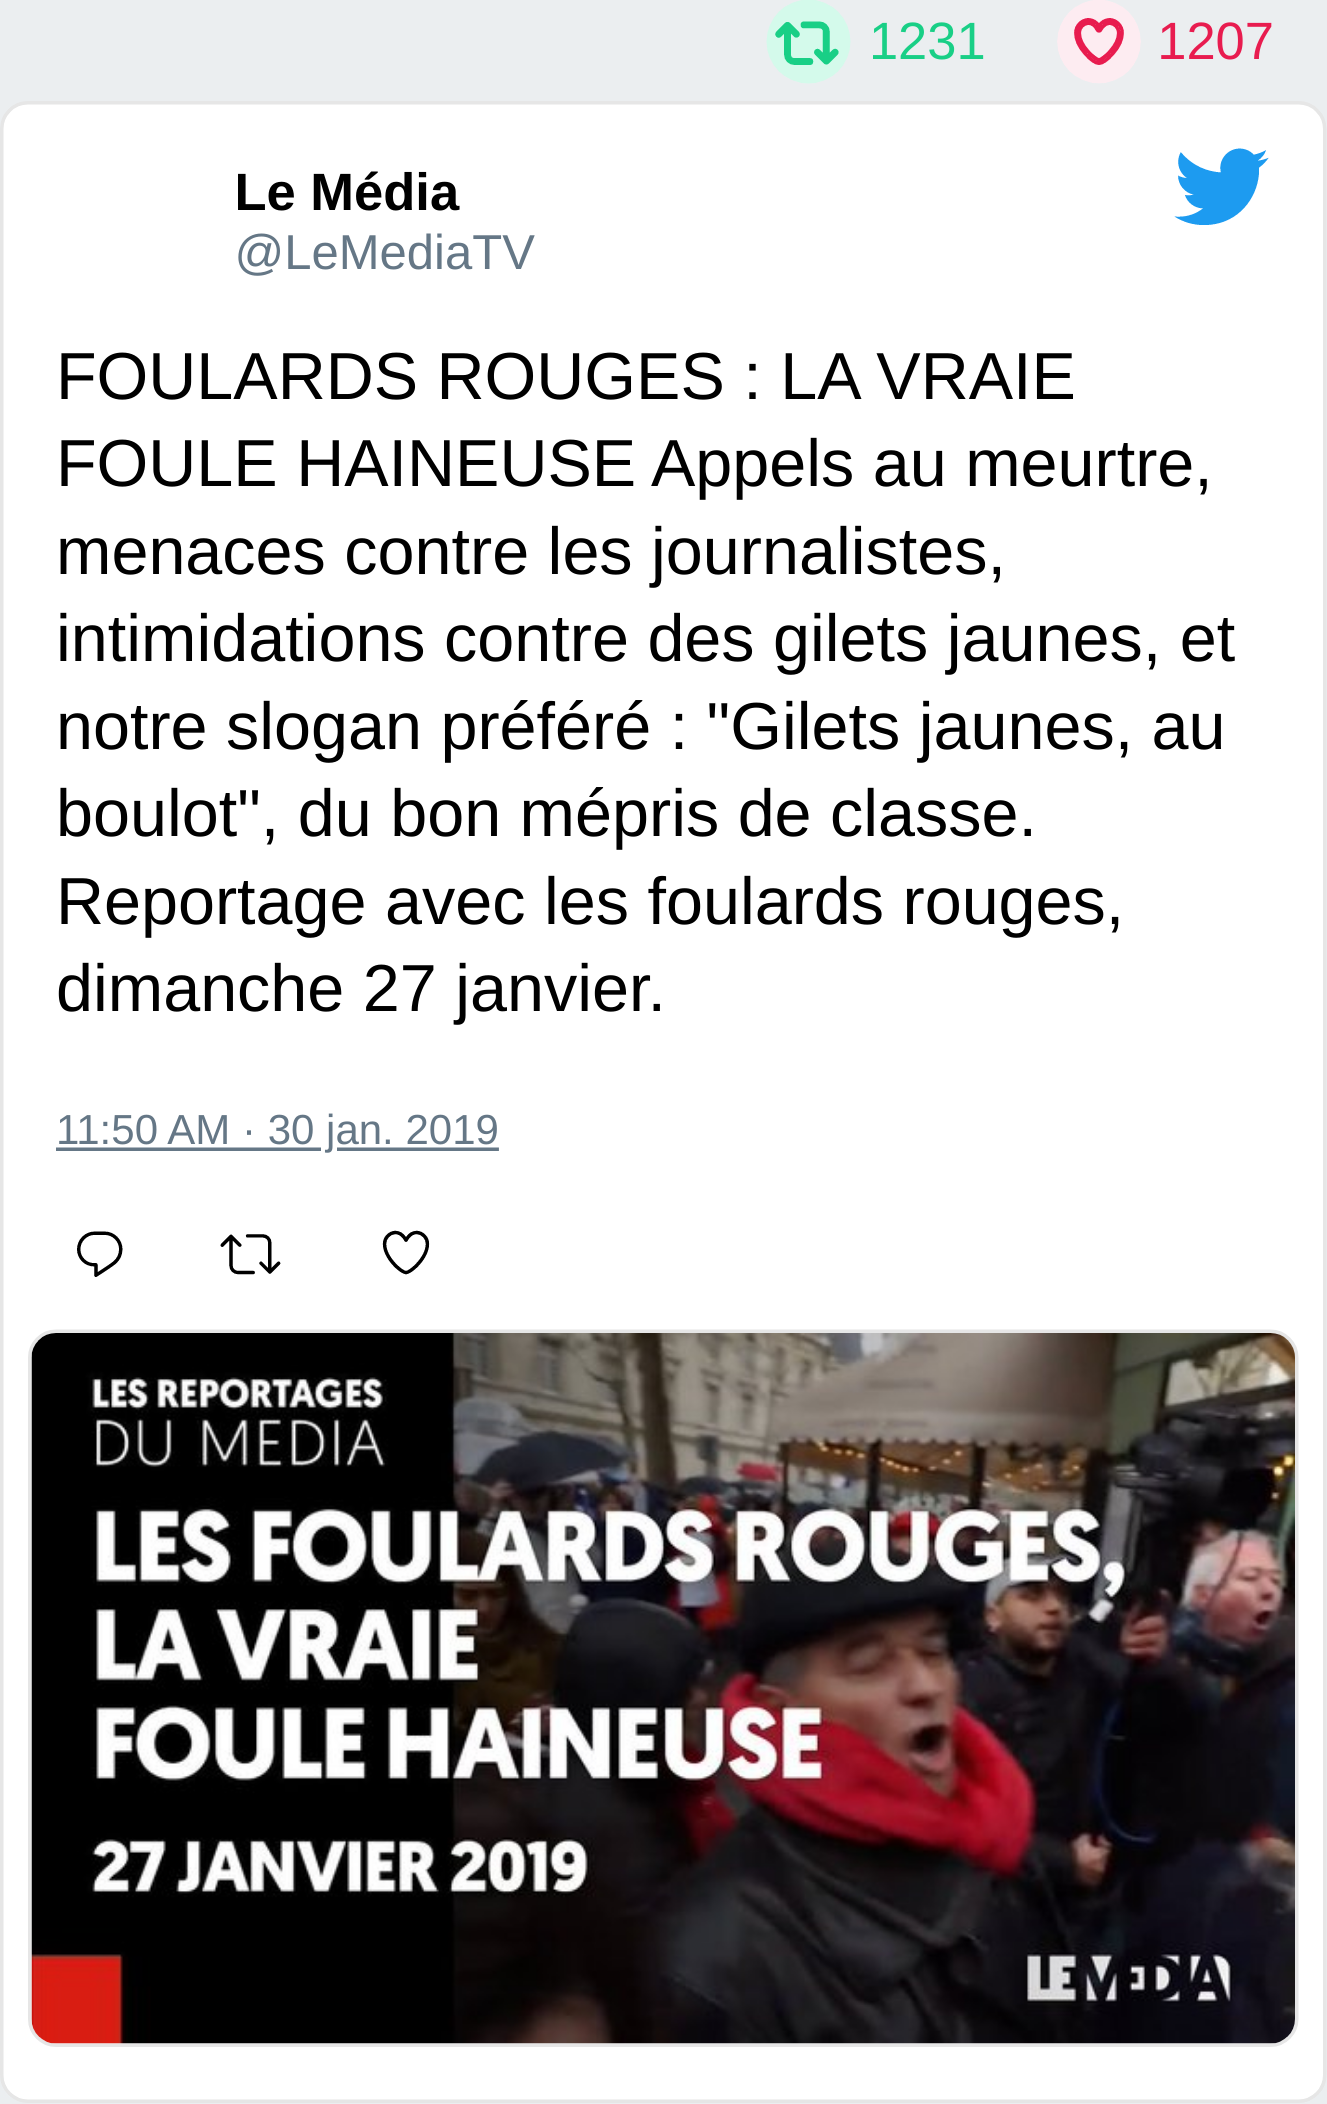 1231 1207
Le Média
@LeMediaTV
FOULARDS ROUGES : LA VRAIE
FOULE HAINEUSE Appels au meurtre,
menaces contre les journalistes,
intimidations contre des gilets jaunes, et
notre slogan préféré : "Gilets jaunes, au
boulot", du bon mépris de classe.
Reportage avec les foulards rouges,
dimanche 27 janvier.
11:50 AM · 30 jan. 2019
LES REPORTAGES
DU MEDIA
LES FOULARDS ROUGES,
LA VRAIE
FOULE HAINEUSE
27 JANVIER 2019
LE MEDIA